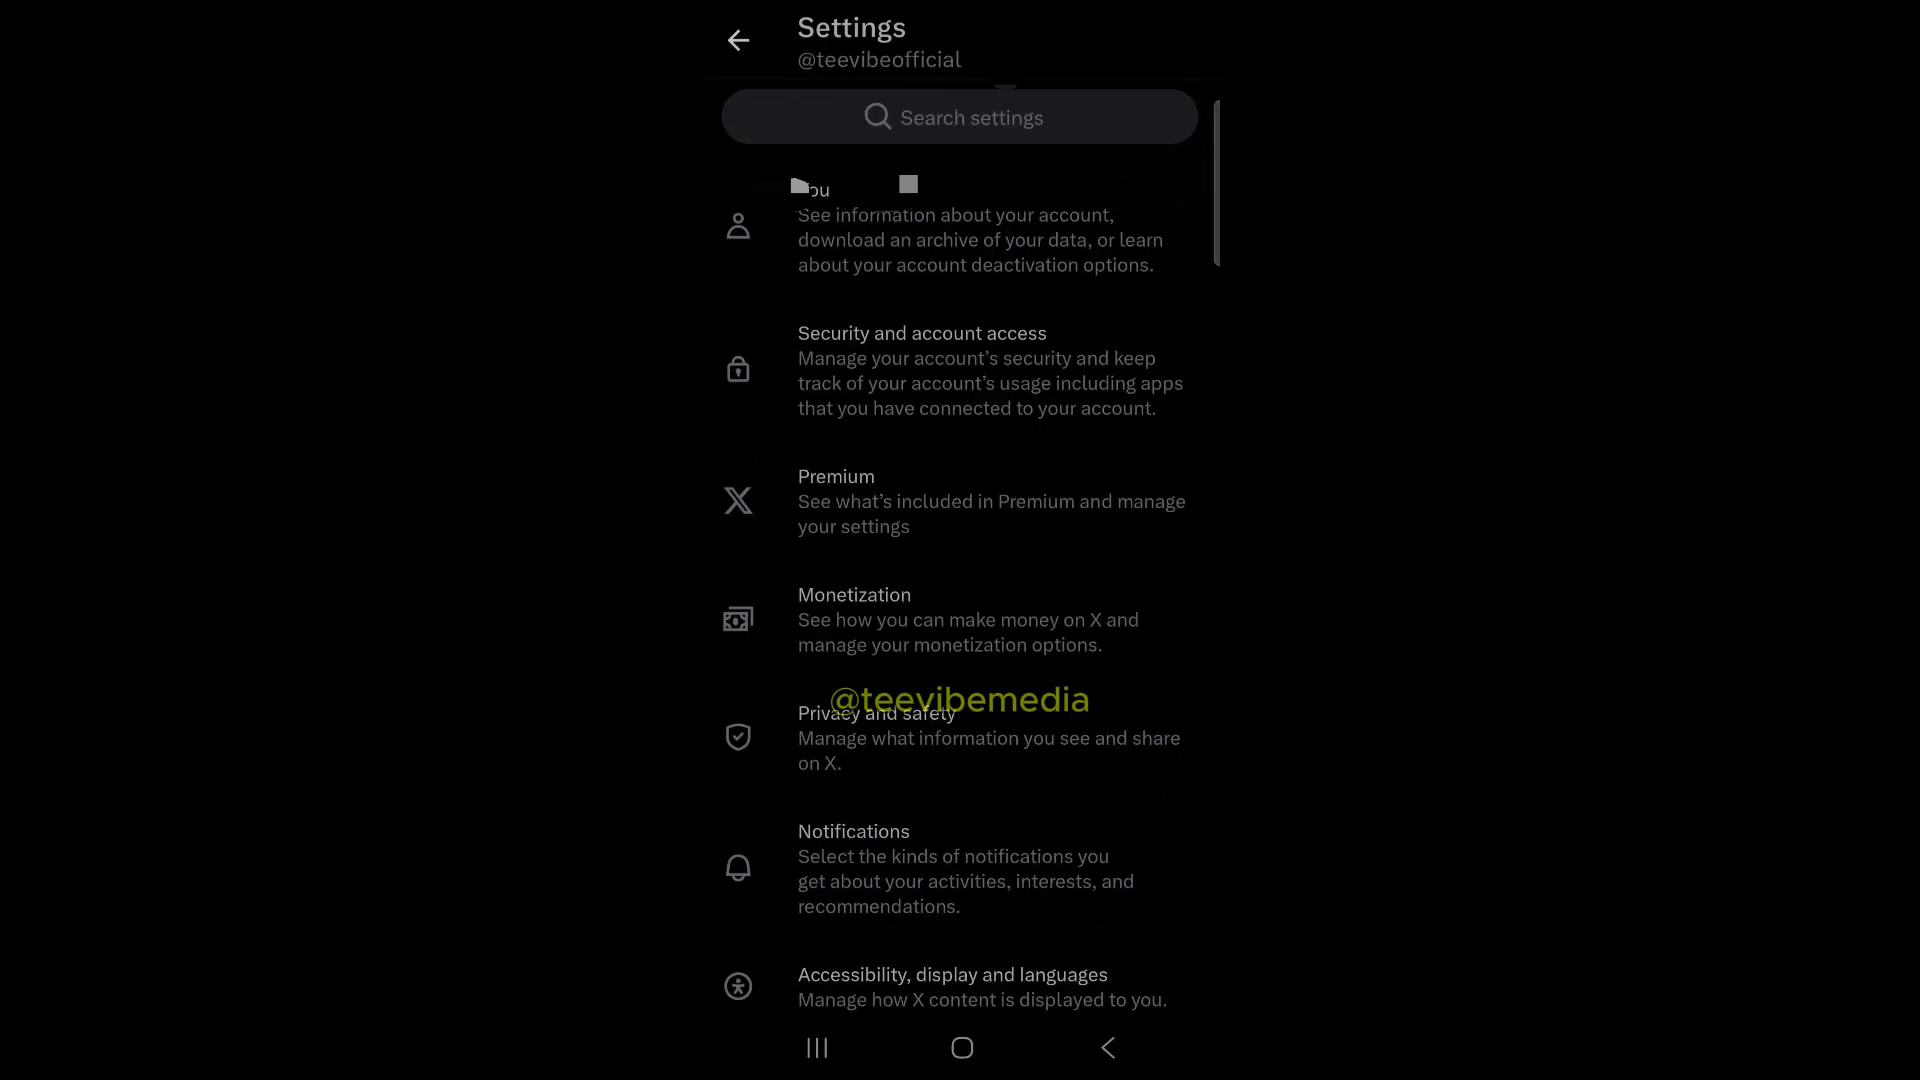 Settings
@teevibeofficial
Search settings
ou
See information about your account,
download an archive of your data, or learn
about your account deactivation options.
Security and account access
Manage your account’s security and keep
track of your account’s usage including apps
that you have connected to your account.
Premium
See what’s included in Premium and manage
your settings
Monetization
See how you can make money on X and
manage your monetization options.
@teevibemedia
Privacy and safety
Manage what information you see and share
on X.
Notifications
Select the kinds of notifications you
get about your activities, interests, and
recommendations.
Accessibility, display and languages
Manage how X content is displayed to you.